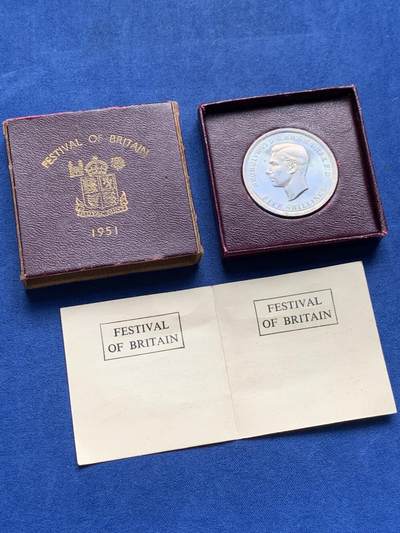 FESTIVAL OF BRITAIN
1951
FIVE SHILLINGS
FESTIVAL
OF BRITAIN
FESTIVAL
OF BRITAIN